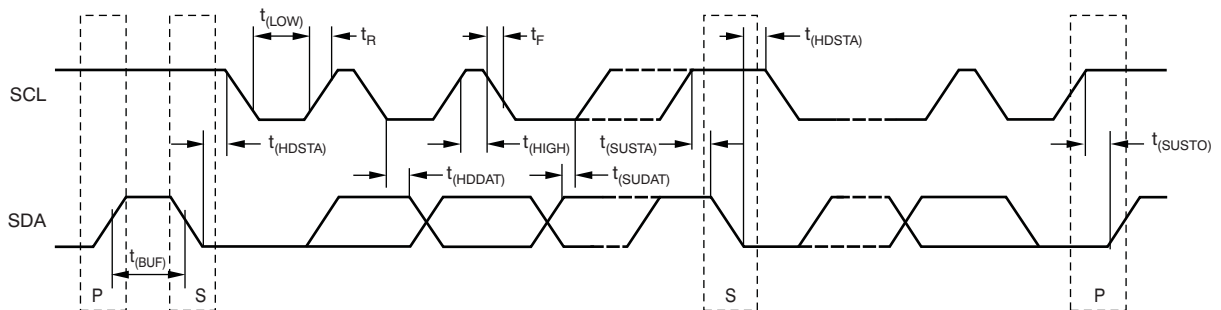 t(LOW)
tR
tF
t(HDSTA)
SCL
t(HDSTA)
t(HIGH)
t(SUSTA)
t(SUSTO)
t(HDDAT)
t(SUDAT)
SDA
t(BUF)
P
S
S
P